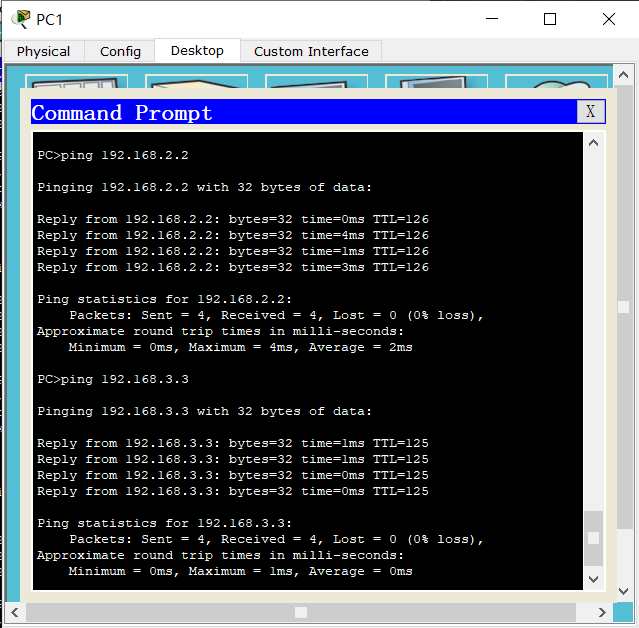 PC1
Physical Config Desktop Custom Interface
Command Prompt X
PC>ping 192.168.2.2
Pinging 192.168.2.2 with 32 bytes of data:
Reply from 192.168.2.2: bytes=32 time=0ms TTL=126
Reply from 192.168.2.2: bytes=32 time=4ms TTL=126
Reply from 192.168.2.2: bytes=32 time=1ms TTL=126
Reply from 192.168.2.2: bytes=32 time=3ms TTL=126
Ping statistics for 192.168.2.2:
Packets: Sent = 4, Received = 4, Lost = 0 (0% loss),
Approximate round trip times in milli-seconds:
Minimum = 0ms, Maximum = 4ms, Average = 2ms
PC>ping 192.168.3.3
Pinging 192.168.3.3 with 32 bytes of data:
Reply from 192.168.3.3: bytes=32 time=1ms TTL=125
Reply from 192.168.3.3: bytes=32 time=1ms TTL=125
Reply from 192.168.3.3: bytes=32 time=0ms TTL=125
Reply from 192.168.3.3: bytes=32 time=0ms TTL=125
Ping statistics for 192.168.3.3:
Packets: Sent = 4, Received = 4, Lost = 0 (0% loss),
Approximate round trip times in milli-seconds:
Minimum = 0ms, Maximum = 1ms, Average = 0ms